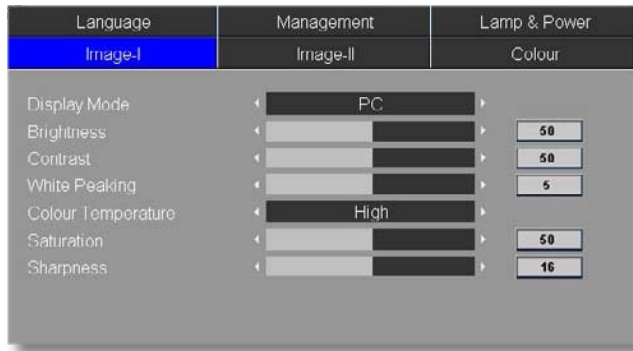 Language Management Lamp & Power
Image-I Image-II Colour
Display Mode PC
Brightness 50
Contrast 50
White Peaking 5
Colour Temperature High
Saturation 50
Sharpness 16